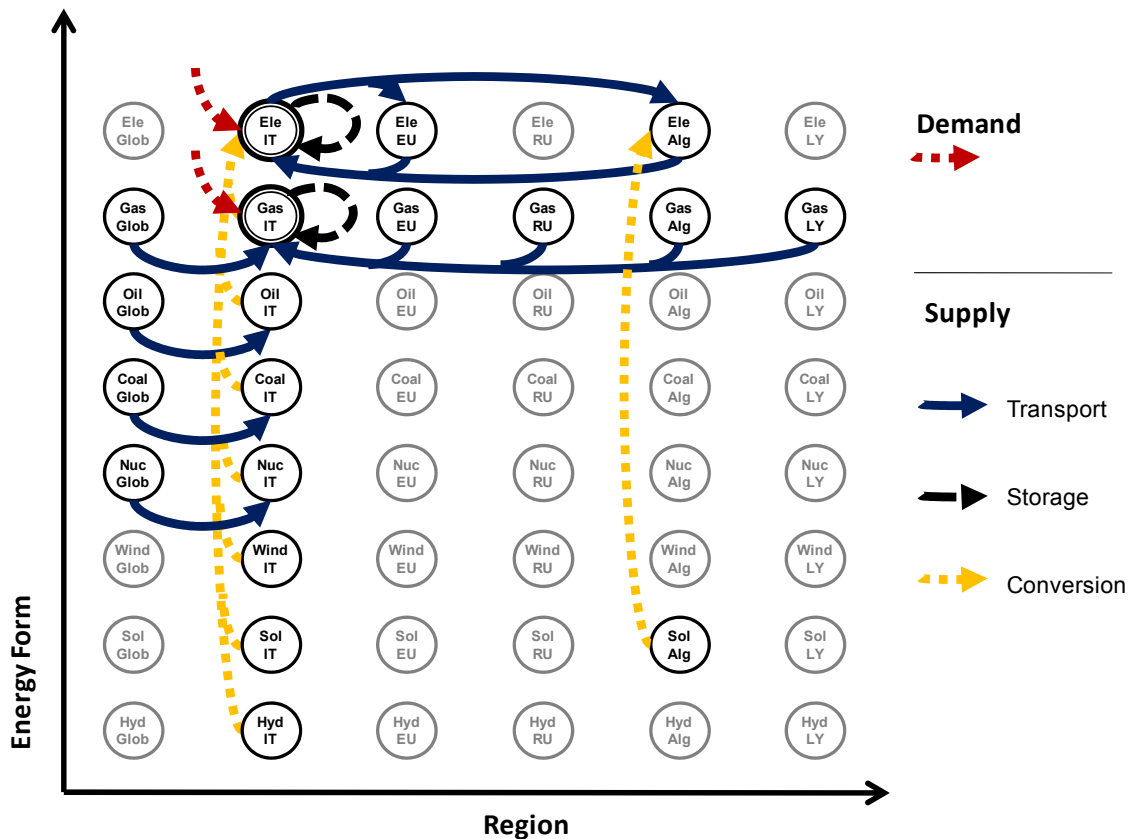 Ele Glob
Ele IT
Ele EU
Ele RU
Ele Alg
Ele LY
Gas Glob
Gas IT
Gas EU
Gas RU
Gas Alg
Gas LY
Oil Glob
Oil IT
Oil EU
Oil RU
Oil Alg
Oil LY
Coal Glob
Coal IT
Coal EU
Coal RU
Coal Alg
Coal LY
Nuc Glob
Nuc IT
Nuc EU
Nuc RU
Nuc Alg
Nuc LY
Wind Glob
Wind IT
Wind EU
Wind RU
Wind Alg
Wind LY
Sol Glob
Sol IT
Sol EU
Sol RU
Sol Alg
Sol LY
Hyd Glob
Hyd IT
Hyd EU
Hyd RU
Hyd Alg
Hyd LY
Energy Form
Region
Demand
Supply
Transport
Storage
Conversion